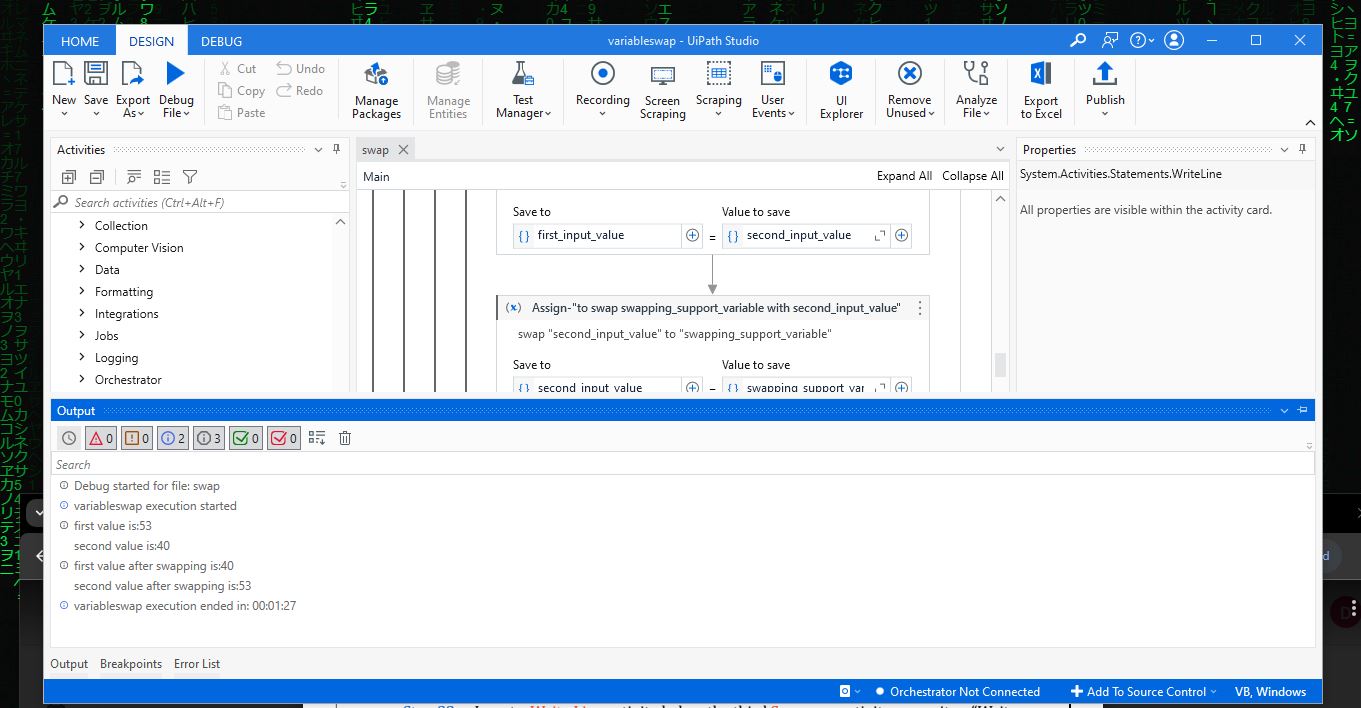 HOME DESIGN DEBUG variableswap - UiPath Studio
New Save Export As Debug File Cut Copy Paste Undo Redo Manage Packages Manage Entities Test Manager Recording Screen Scraping Scraping User Events UI Explorer Remove Unused Analyze File Export to Excel Publish
Activities
Search activities (Ctrl+Alt+F)
Collection
Computer Vision
Data
Formatting
Integrations
Jobs
Logging
Orchestrator
swap
Main Expand All Collapse All
Save to Value to save
first_input_value = second_input_value
Assign-"to swap swapping_support_variable with second_input_value"
swap "second_input_value" to "swapping_support_variable"
Save to Value to save
second_input_value = swapping_support_var
Properties
System.Activities.Statements.WriteLine
All properties are visible within the activity card.
Output
0 0 2 3 0 0
Search
Debug started for file: swap
variableswap execution started
first value is:53
second value is:40
first value after swapping is:40
second value after swapping is:53
variableswap execution ended in: 00:01:27
Output Breakpoints Error List
Orchestrator Not Connected Add To Source Control VB, Windows